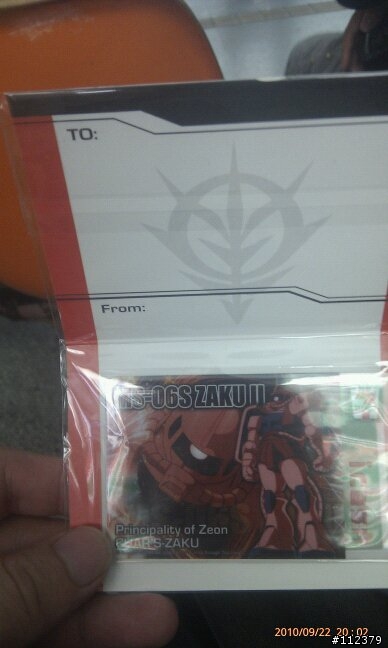 TO:
From:
MS-06S ZAKU II
Principality of Zeon
CHAR'S-ZAKU
2010/09/22 20:02
#112379